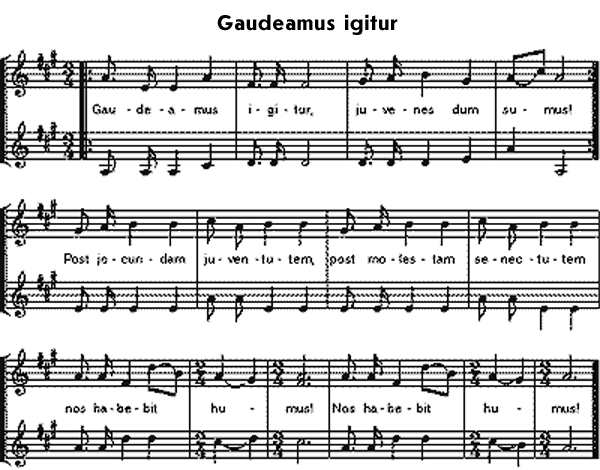 Gaudeamus igitur
Gau - de - a - mus i - gi - tur, ju - ve - nes dum su - mus!
Post jo - cun - dam ju - ven - tu - tem, post mo - les - tam se - nec - tu - tem
nos ha - be - bit hu - mus! Nos ha - be - bit hu - mus!